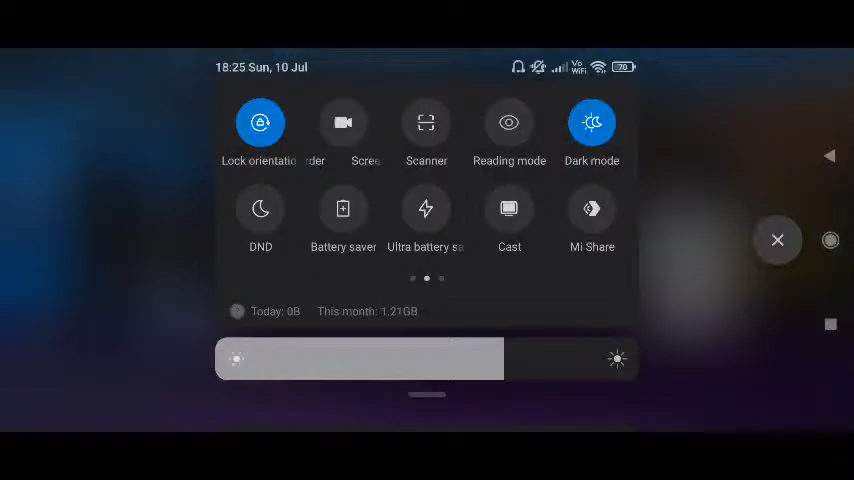 18:25 Sun, 10 Jul
Vo
WiFi
70
Lock orientatio
rder Scree
Scanner
Reading mode
Dark mode
DND
Battery saver
Ultra battery sa
Cast
Mi Share
Today: 0B This month: 1.21GB